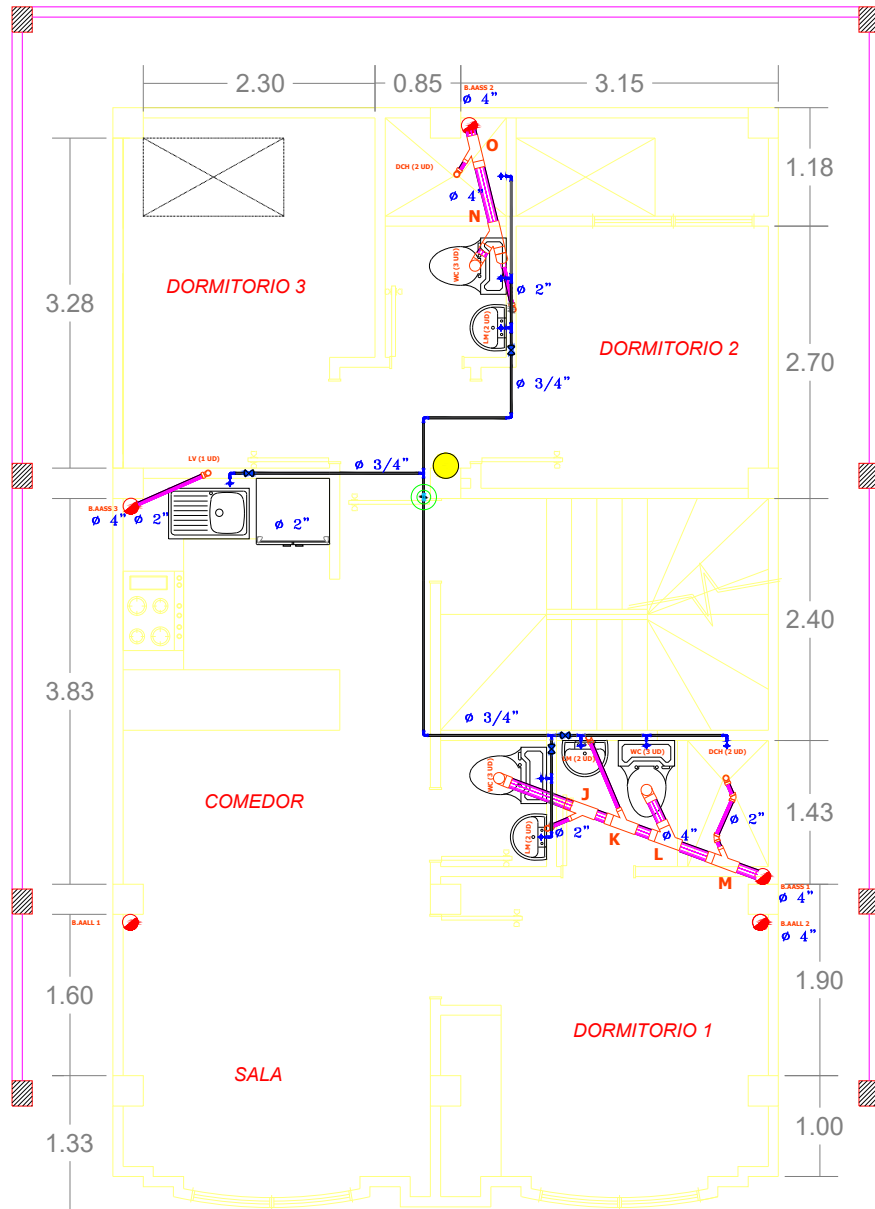 2.30
0.85
3.15
B.AASS 2
ø 4"
O
DCH (2 UD)
1.18
ø 4"
N
WC (3 UD)
DORMITORIO 3
ø 2"
3.28
LM (2 UD)
DORMITORIO 2
2.70
ø 3/4"
LV (1 UD)
ø 3/4"
B.AASS 3
ø 4"
ø 2"
ø 2"
2.40
3.83
ø 3/4"
WC (3 UD)
LM (2 UD)
WC (3 UD)
DCH (2 UD)
COMEDOR
J
1.43
LM (2 UD)
ø 2"
K
ø 4"
L
ø 2"
M
B.AASS 1
ø 4"
B.AALL 1
B.AALL 2
ø 4"
1.60
1.90
DORMITORIO 1
SALA
1.33
1.00